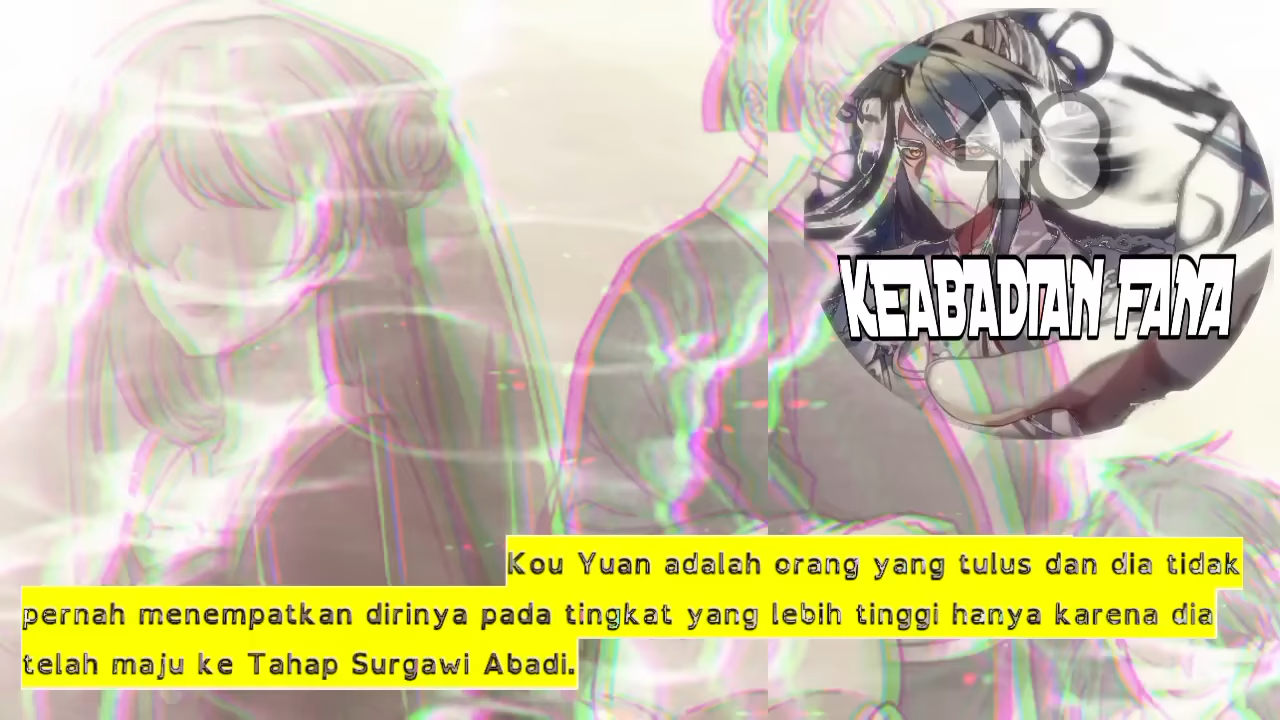 48
KEABADIAN FANA
Kou Yuan adalah orang yang tulus dan dia tidak
pernah menempatkan dirinya pada tingkat yang lebih tinggi hanya karena dia
telah maju ke Tahap Surgawi Abadi.